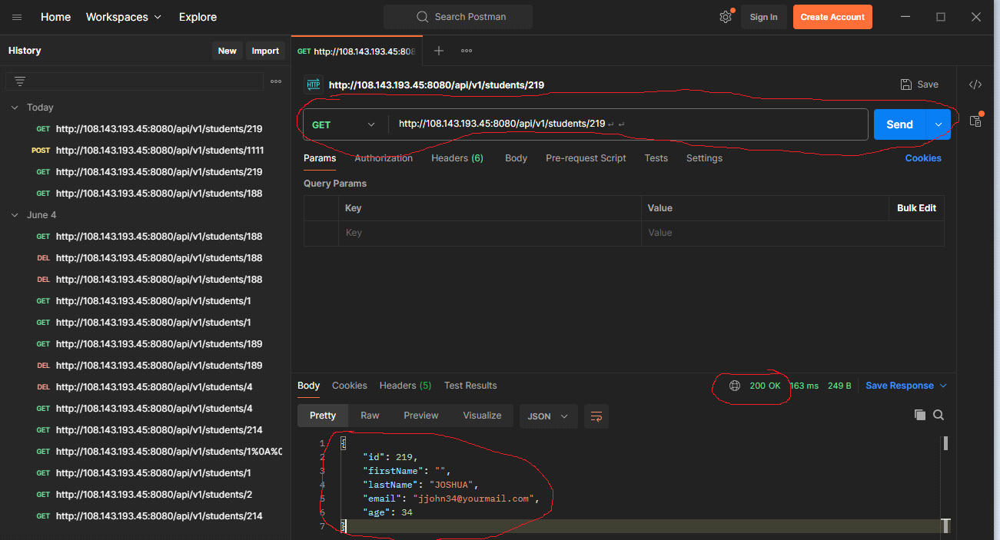 Home Workspaces Explore Search Postman Sign In Create Account
History New Import
GET http://108.143.193.45:808
HTTP http://108.143.193.45:8080/api/v1/students/219 Save
Today
GET http://108.143.193.45:8080/api/v1/students/219
POST http://108.143.193.45:8080/api/v1/students/1111
GET http://108.143.193.45:8080/api/v1/students/219
GET http://108.143.193.45:8080/api/v1/students/188
June 4
GET http://108.143.193.45:8080/api/v1/students/188
DEL http://108.143.193.45:8080/api/v1/students/188
DEL http://108.143.193.45:8080/api/v1/students/188
GET http://108.143.193.45:8080/api/v1/students/1
GET http://108.143.193.45:8080/api/v1/students/1
GET http://108.143.193.45:8080/api/v1/students/189
DEL http://108.143.193.45:8080/api/v1/students/189
DEL http://108.143.193.45:8080/api/v1/students/4
GET http://108.143.193.45:8080/api/v1/students/4
GET http://108.143.193.45:8080/api/v1/students/214
GET http://108.143.193.45:8080/api/v1/students/1%0A%0
GET http://108.143.193.45:8080/api/v1/students/1
GET http://108.143.193.45:8080/api/v1/students/2
GET http://108.143.193.45:8080/api/v1/students/214
GET http://108.143.193.45:8080/api/v1/students/219 ↵ ↵ Send
Params Authorization Headers (6) Body Pre-request Script Tests Settings Cookies
Query Params
Key Value Bulk Edit
Key Value
Body Cookies Headers (5) Test Results 200 OK 163 ms 249 B Save Response
Pretty Raw Preview Visualize JSON
1 {
2 "id": 219,
3 "firstName": "",
4 "lastName": "JOSHUA",
5 "email": "jjohn34@yourmail.com",
6 "age": 34
7 }